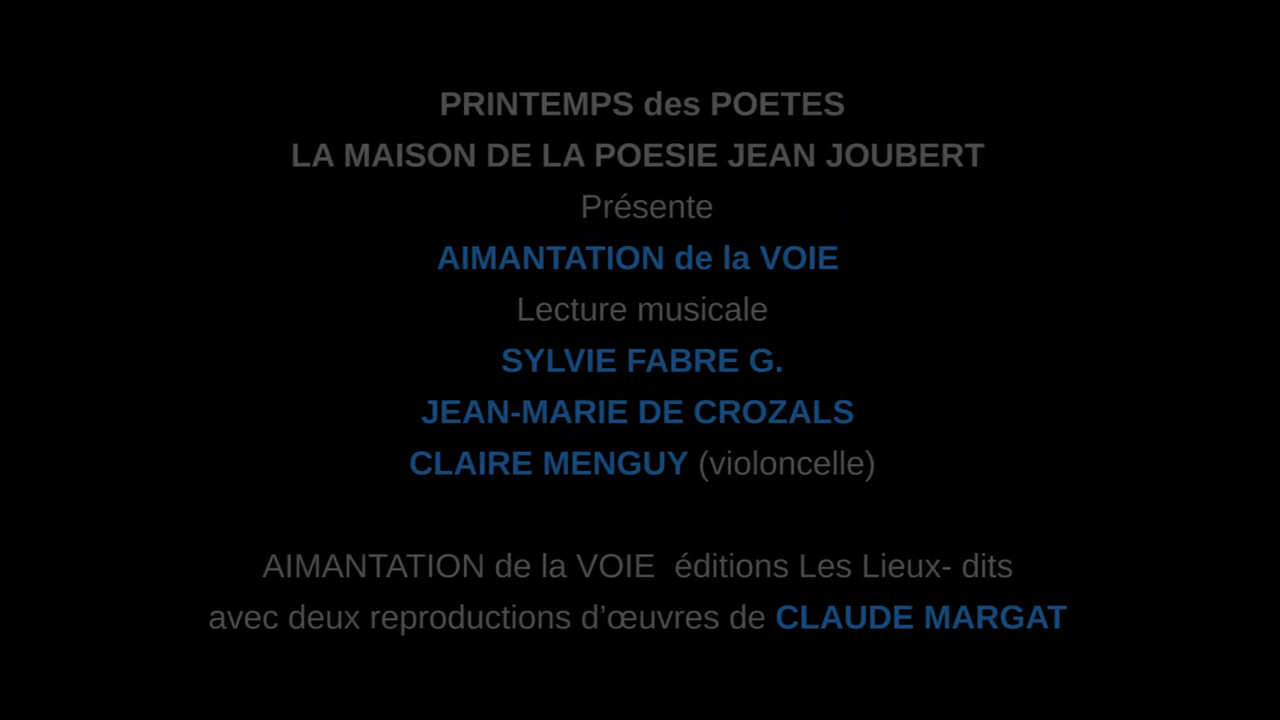 PRINTEMPS des POETES
LA MAISON DE LA POESIE JEAN JOUBERT
Présente
AIMANTATION de la VOIE
Lecture musicale
SYLVIE FABRE G.
JEAN-MARIE DE CROZALS
CLAIRE MENGUY (violoncelle)
AIMANTATION de la VOIE  éditions Les Lieux- dits
avec deux reproductions d’œuvres de CLAUDE MARGAT